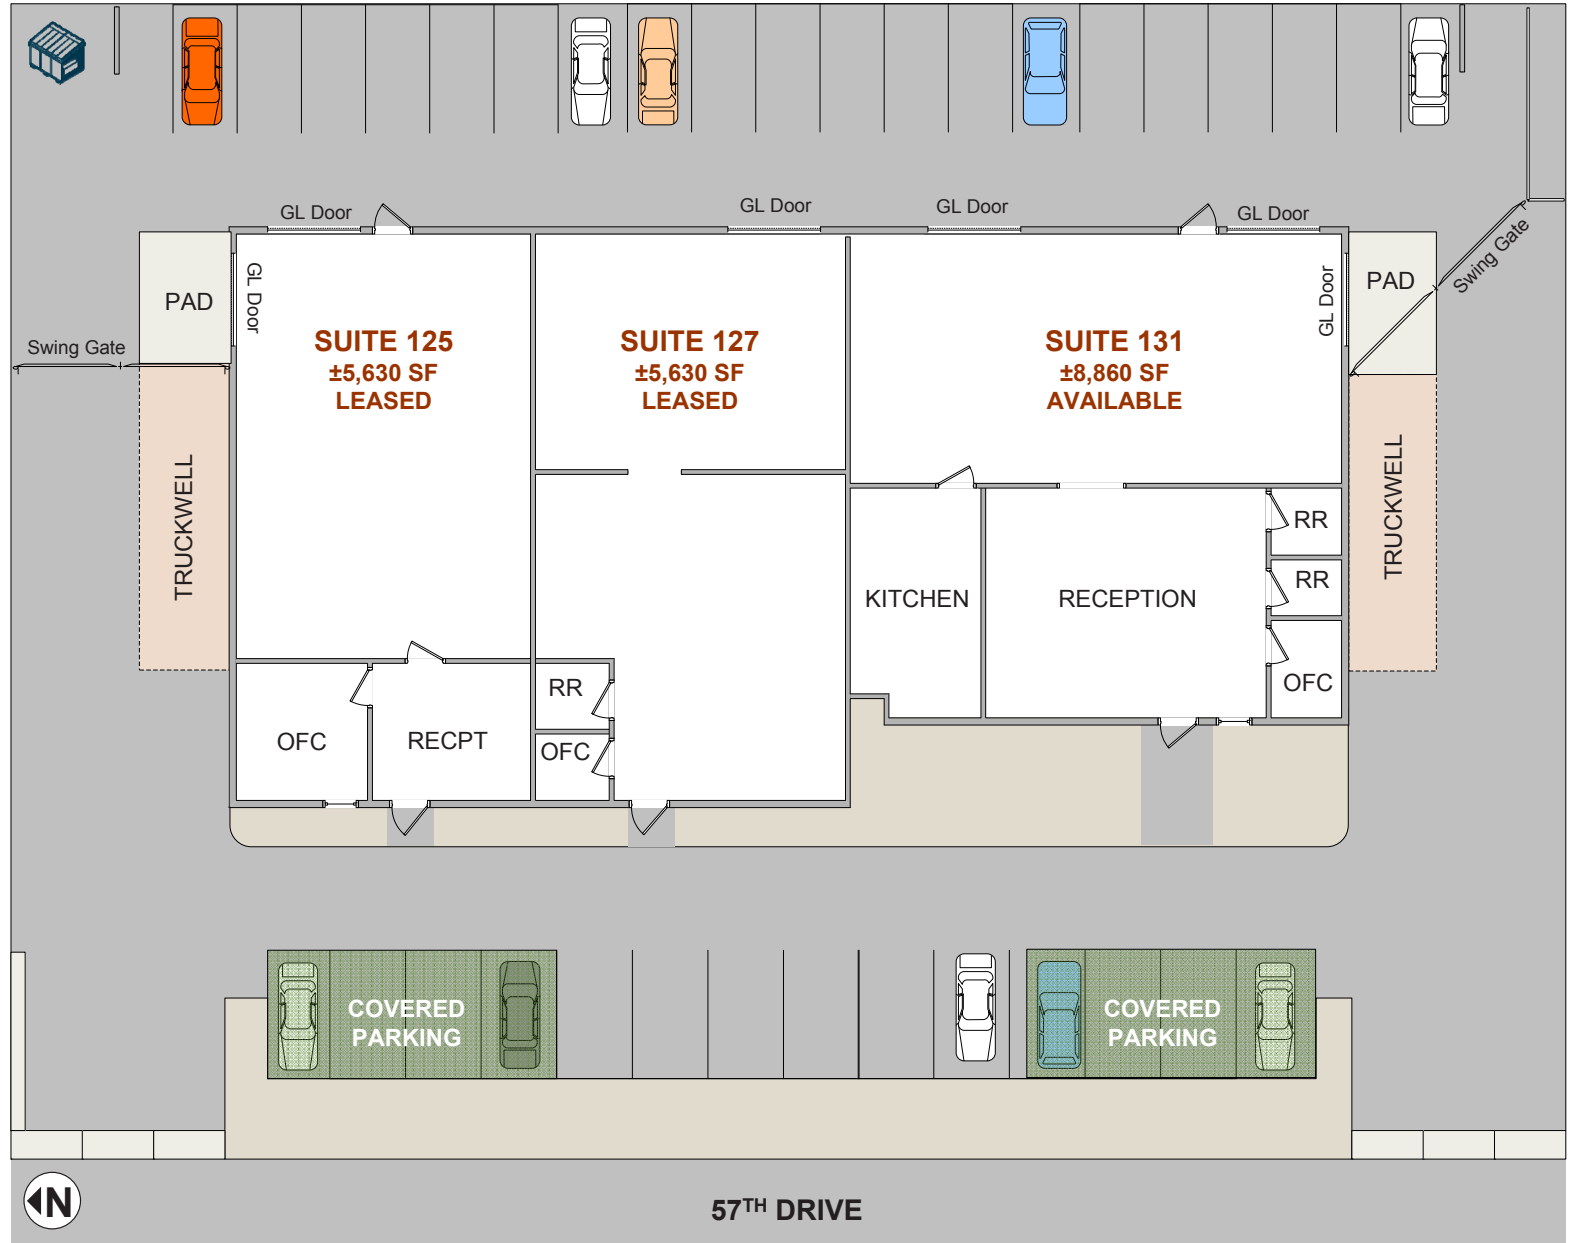 GL Door
GL Door
GL Door
GL Door
Swing Gate
PAD
GL Door
GL Door
PAD
SUITE 125
±5,630 SF
LEASED
SUITE 127
±5,630 SF
LEASED
SUITE 131
±8,860 SF
AVAILABLE
Swing Gate
TRUCKWELL
TRUCKWELL
RR
RR
KITCHEN
RECEPTION
OFC
RR
OFC
RECPT
OFC
COVERED
PARKING
COVERED
PARKING
N
57TH DRIVE